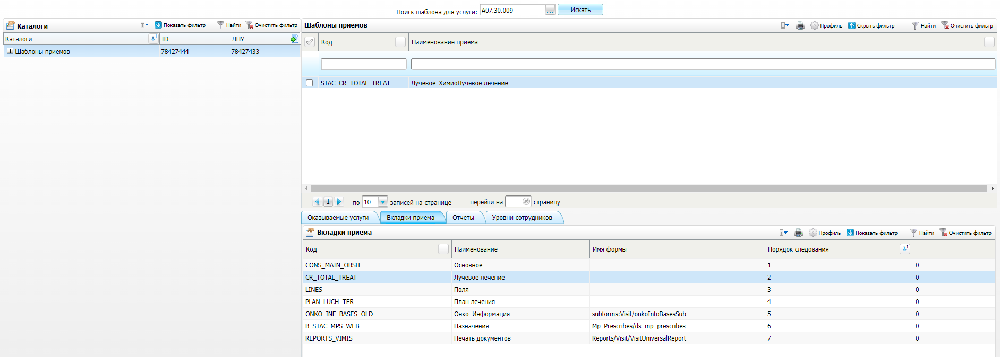 Поиск шаблона для услуги: A07.30.009 ... Искать
Каталоги Показать фильтр Найти Очистить фильтр
Каталоги 1 ID ЛПУ
Шаблоны приемов 78427444 78427433
Шаблоны приёмов Профиль Скрыть фильтр Найти Очистить фильтр
Код Наименование приема
STAC_CR_TOTAL_TREAT Лучевое_ХимиоЛучевое лечение
1 по 10 записей на странице перейти на страницу
Оказываемые услуги Вкладки приема Отчеты Уровни сотрудников
Вкладки приёма Профиль Показать фильтр Найти Очистить фильтр
Код Наименование Имя формы Порядок следования 1
CONS_MAIN_OBSH Основное 1 0
CR_TOTAL_TREAT Лучевое лечение 2 0
LINES Поля 3 0
PLAN_LUCH_TER План лечения 4 0
ONKO_INF_BASES_OLD Онко_Информация subforms:Visit/onkoInfoBasesSub 5 0
B_STAC_MPS_WEB Назначения Mp_Prescribes/ds_mp_prescribes 6 0
REPORTS_VIMIS Печать документов Reports/Visit/VisitUniversalReport 7 0